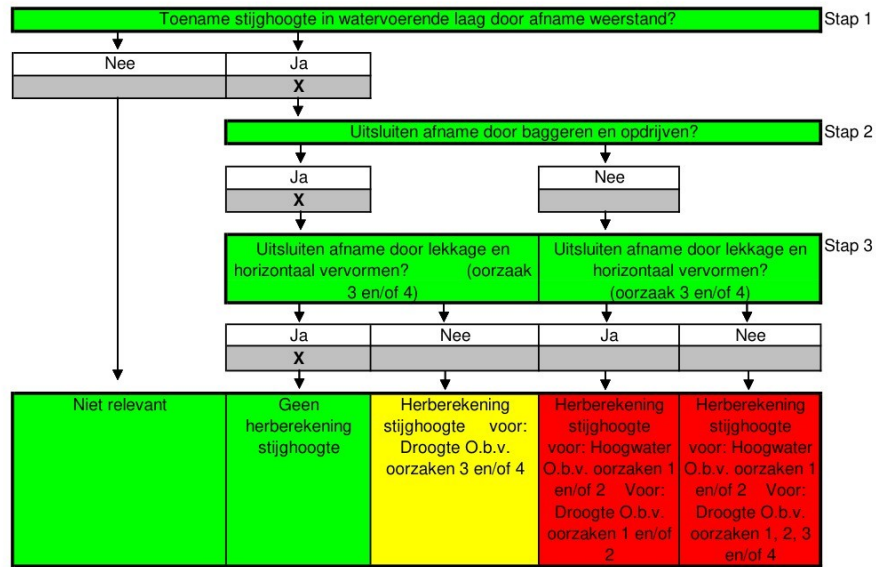 Toename stijghoogte in watervoerende laag door afname weerstand?
Stap 1
Nee
Ja
X
Uitsluiten afname door baggeren en opdrijven?
Stap 2
Ja
Nee
X
Uitsluiten afname door lekkage en
horizontaal vervormen? (oorzaak
3 en/of 4)
Uitsluiten afname door lekkage en
horizontaal vervormen?
(oorzaak 3 en/of 4)
Stap 3
Ja
Nee
Ja
Nee
X
Niet relevant
Geen
herberekening
stijghoogte
Herberekening
stijghoogte voor:
Droogte O.b.v.
oorzaken 3 en/of 4
Herberekening
stijghoogte
voor: Hoogwater
O.b.v. oorzaken 1
en/of 2 Voor:
Droogte O.b.v.
oorzaken 1 en/of
2
Herberekening
stijghoogte
voor: Hoogwater
O.b.v. oorzaken 1
en/of 2 Voor:
Droogte O.b.v.
oorzaken 1, 2, 3
en/of 4